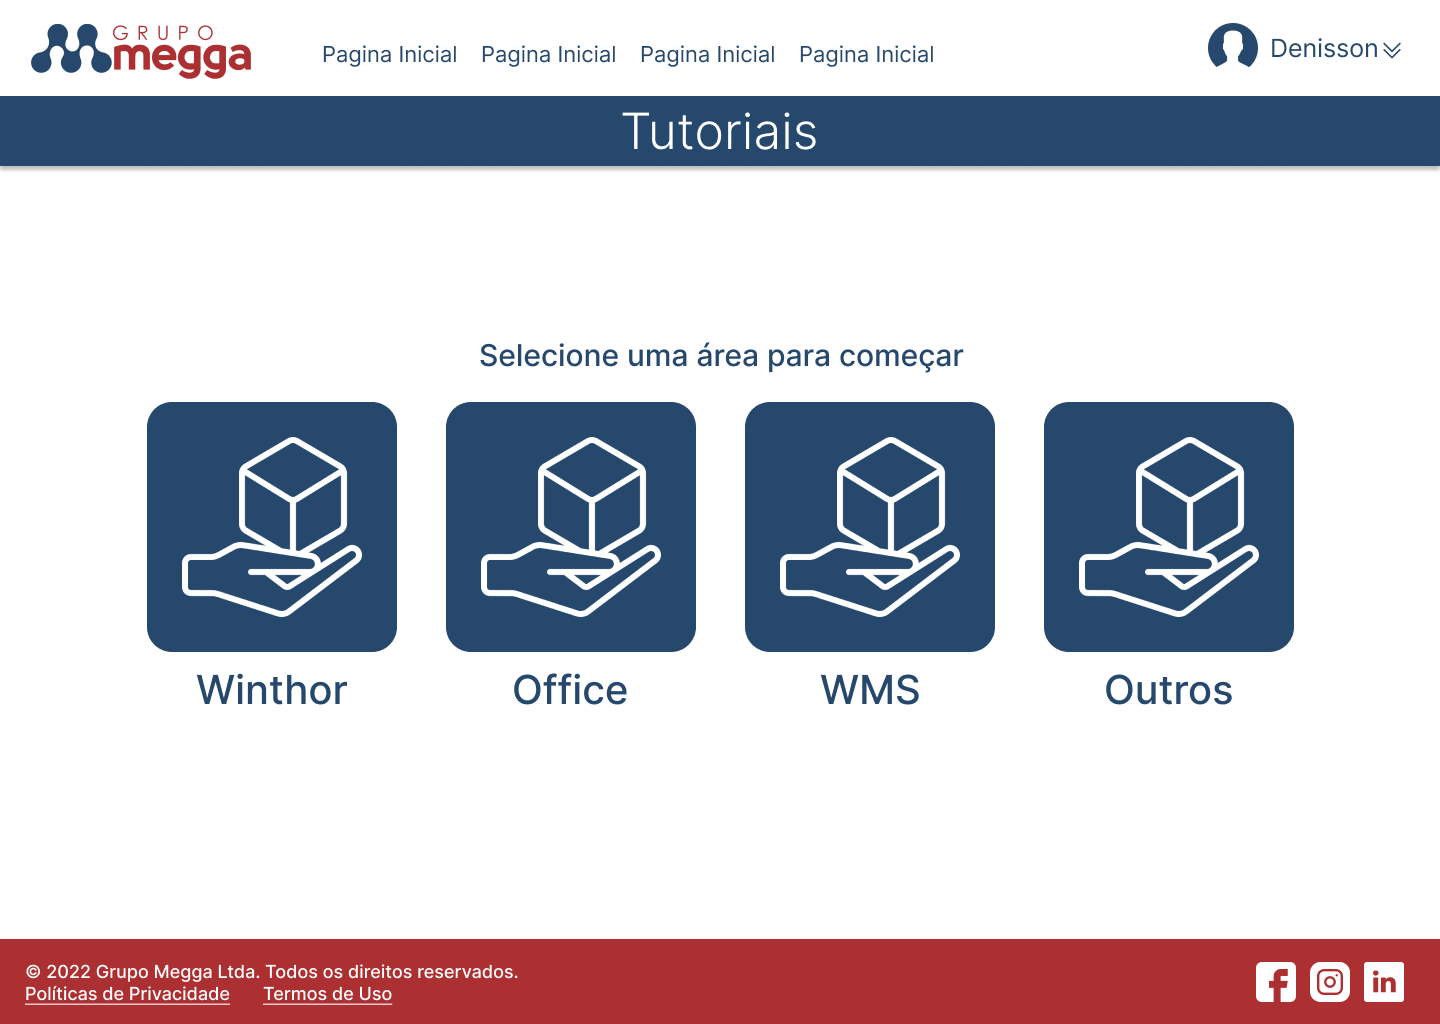 GRUPO
megga
Pagina Inicial Pagina Inicial Pagina Inicial Pagina Inicial
Denisson
Tutoriais
Selecione uma área para começar
Winthor Office WMS Outros
© 2022 Grupo Megga Ltda. Todos os direitos reservados.
Políticas de Privacidade Termos de Uso
in